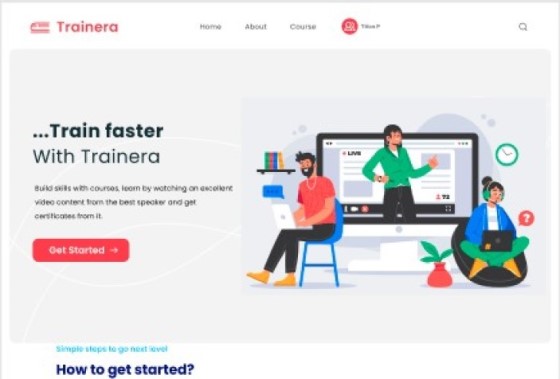 Trainera
Home About Course Titus P
...Train faster
With Trainera
Build skills with courses, learn by watching an excellent
video content from the best speaker and get
certificates from it.
Get Started →
LIVE
72
?
Simple steps to go next level
How to get started?